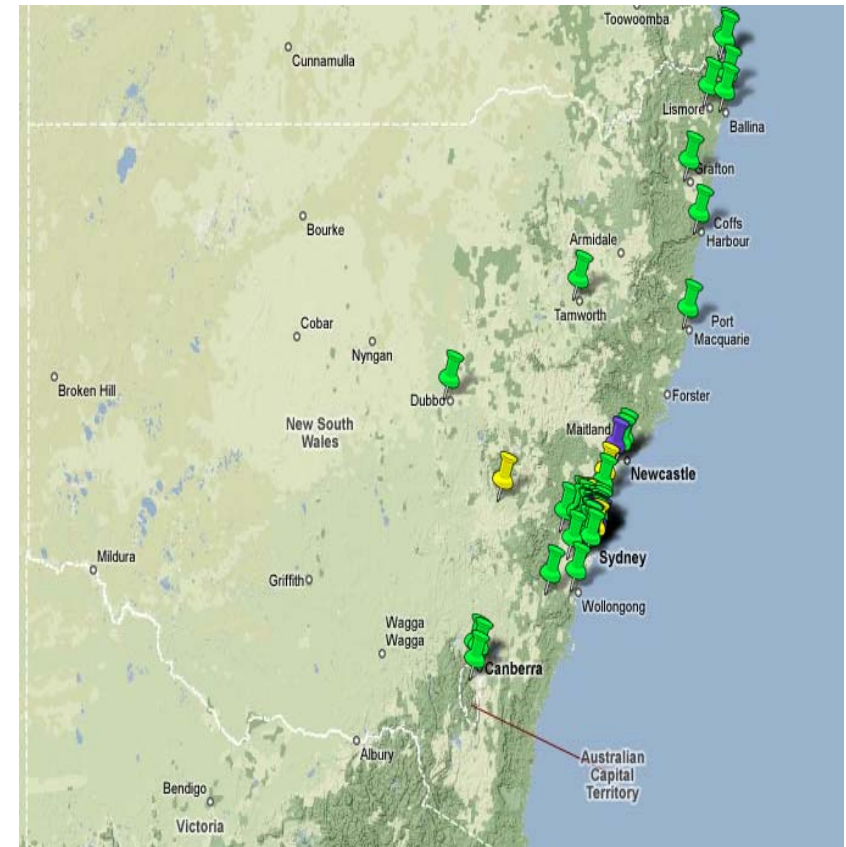 Toowoomba
Cunnamulla
Lismore
Ballina
Grafton
Bourke
Coffs
Harbour
Armidale
Tamworth
Port
Macquarie
Cobar
Nyngan
Broken Hill
Dubbo
Forster
New South
Wales
Maitland
Newcastle
Mildura
Sydney
Griffith
Wollongong
Wagga
Wagga
Canberra
Albury
Australian
Capital
Territory
Bendigo
Victoria